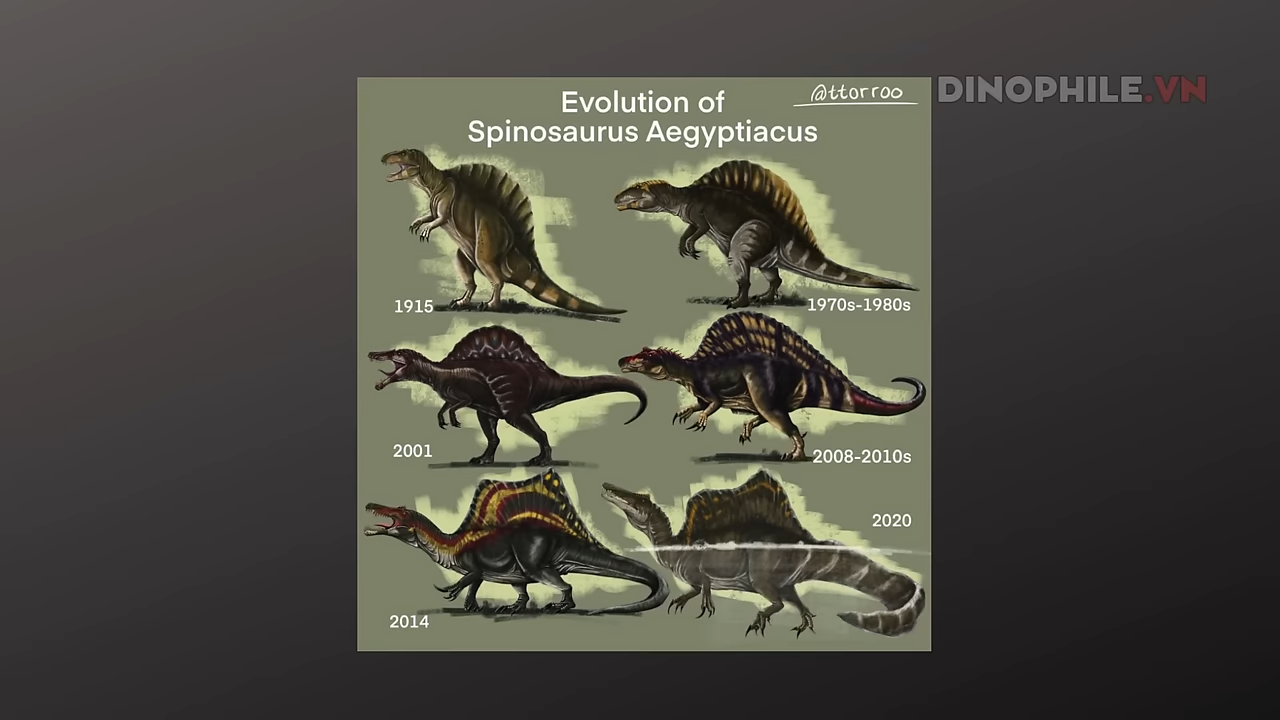 Evolution of
Spinosaurus Aegyptiacus
@ttorroo
DINOPHILE.VN
1915
1970s-1980s
2001
2008-2010s
2014
2020